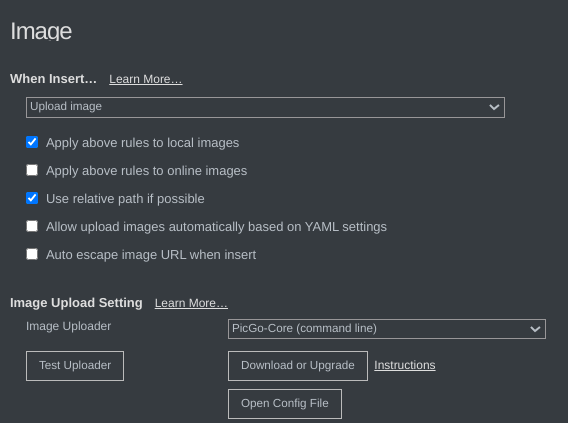 Image
When Insert... Learn More...
Upload image
Apply above rules to local images
Apply above rules to online images
Use relative path if possible
Allow upload images automatically based on YAML settings
Auto escape image URL when insert
Image Upload Setting Learn More...
Image Uploader PicGo-Core (command line)
Test Uploader Download or Upgrade Instructions
Open Config File